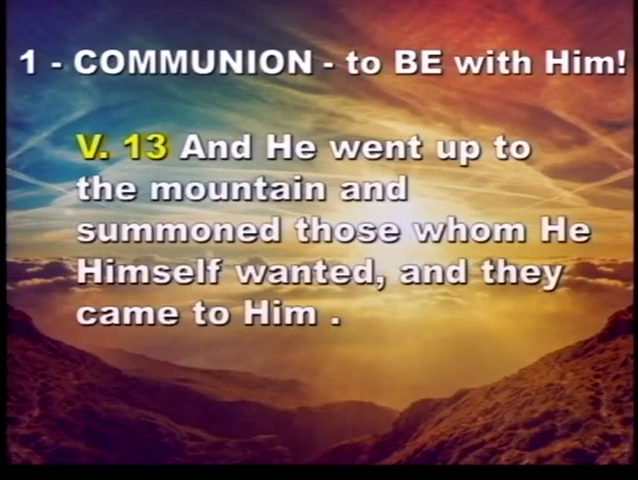 1 - COMMUNION - to BE with Him!
V. 13 And He went up to
the mountain and
summoned those whom He
Himself wanted, and they
came to Him .